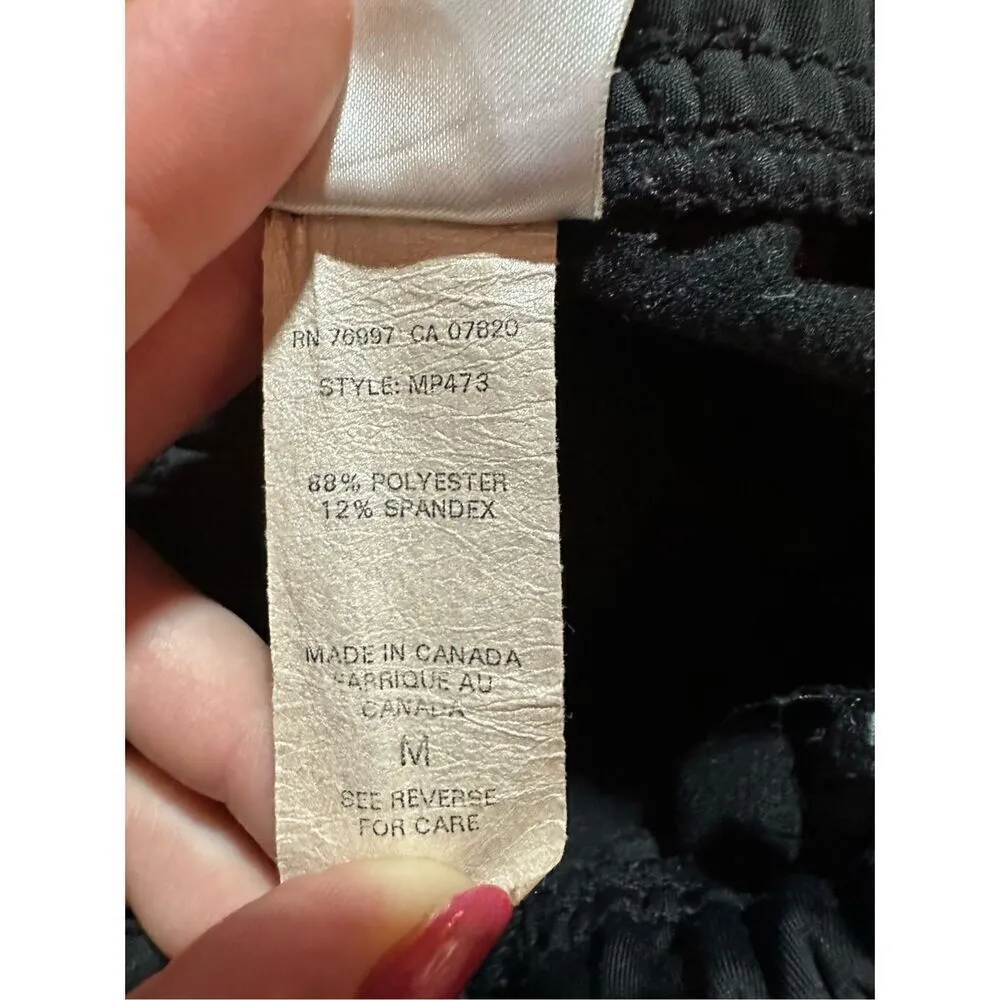 RN 76997 CA 07820
STYLE: MP473
88% POLYESTER
12% SPANDEX
MADE IN CANADA
FABRIQUE AU
CANADA
M
SEE REVERSE
FOR CARE